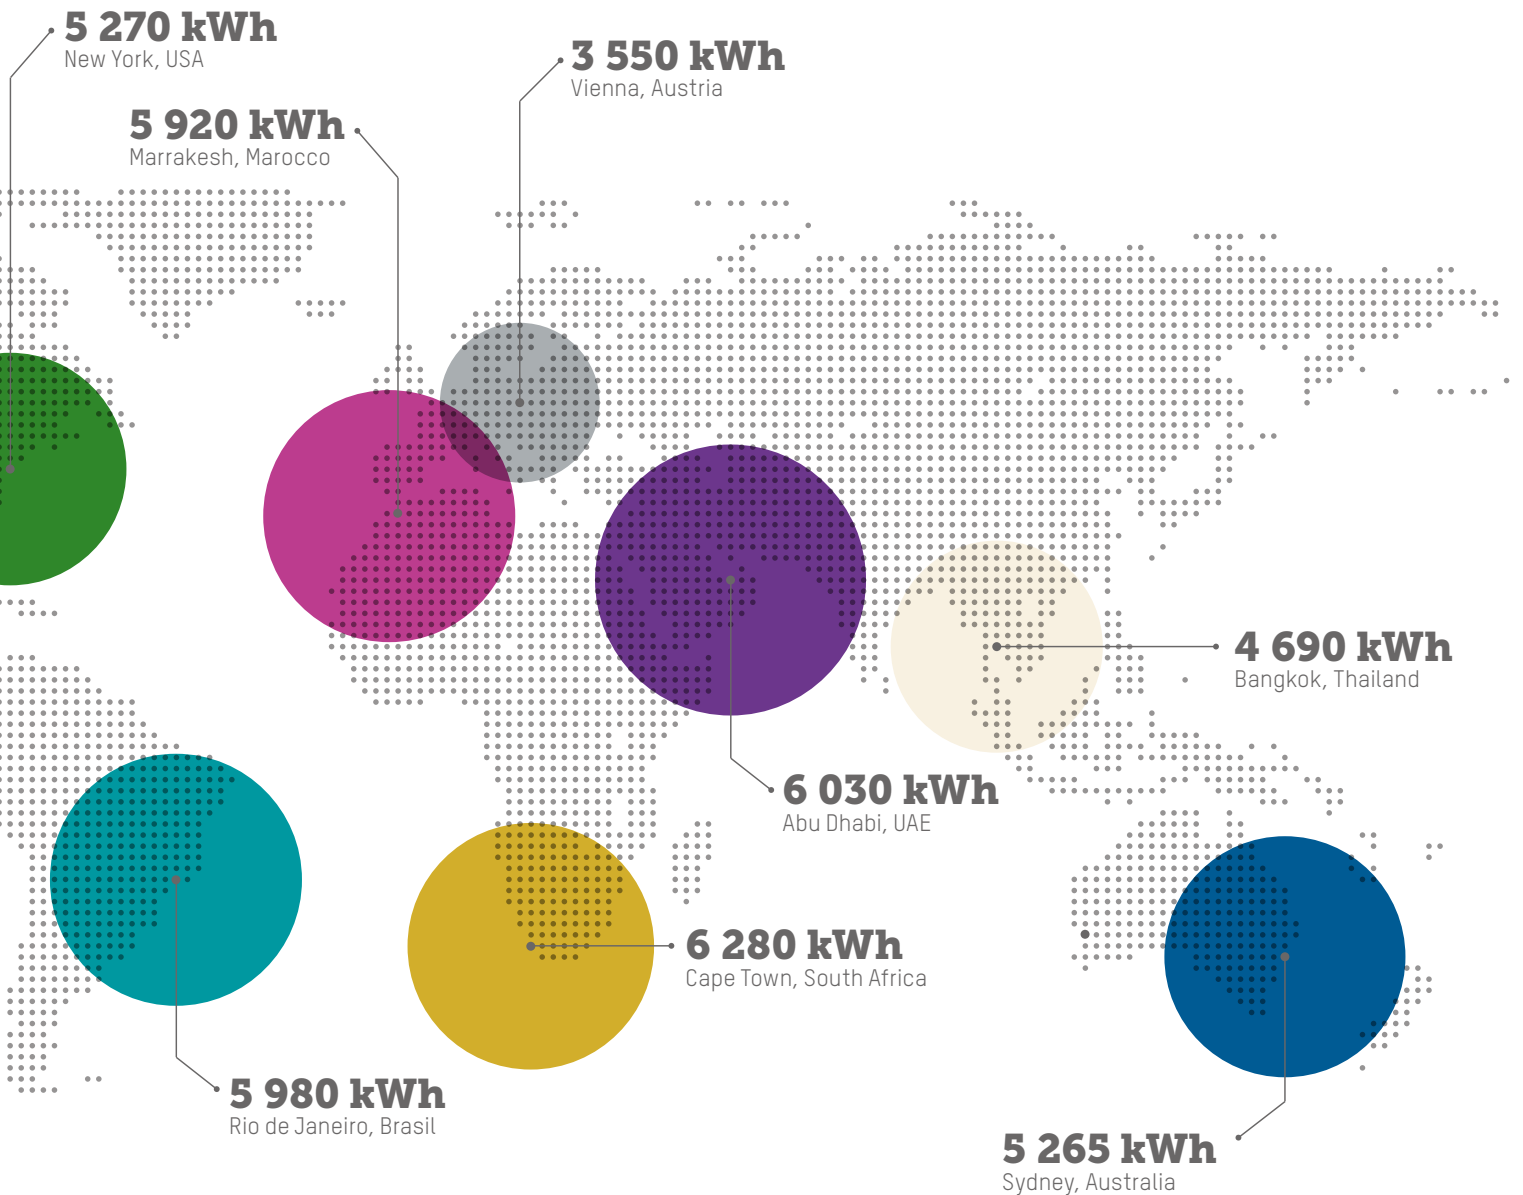 5 270 kWh
New York, USA
3 550 kWh
Vienna, Austria
5 920 kWh
Marrakesh, Marocco
4 690 kWh
Bangkok, Thailand
6 030 kWh
Abu Dhabi, UAE
6 280 kWh
Cape Town, South Africa
5 980 kWh
Rio de Janeiro, Brasil
5 265 kWh
Sydney, Australia